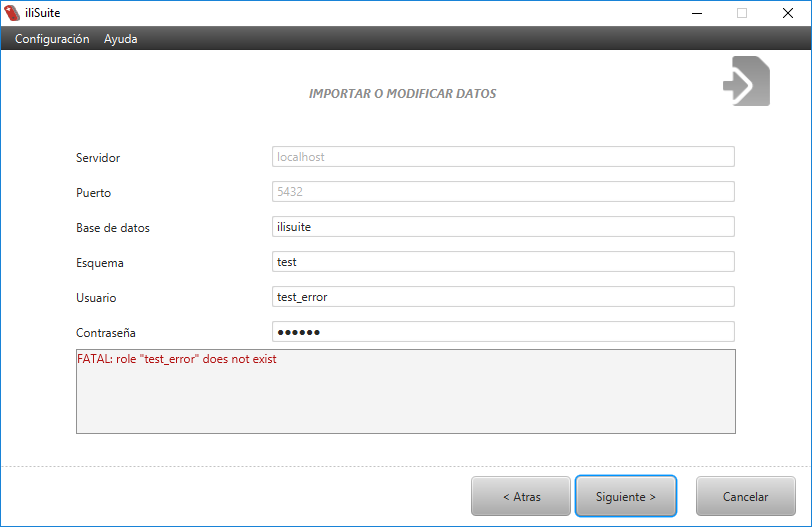 iliSuite
Configuración Ayuda
IMPORTAR O MODIFICAR DATOS
Servidor localhost
Puerto 5432
Base de datos ilisuite
Esquema test
Usuario test_error
Contraseña ●●●●●●
FATAL: role "test_error" does not exist
< Atras Siguiente > Cancelar